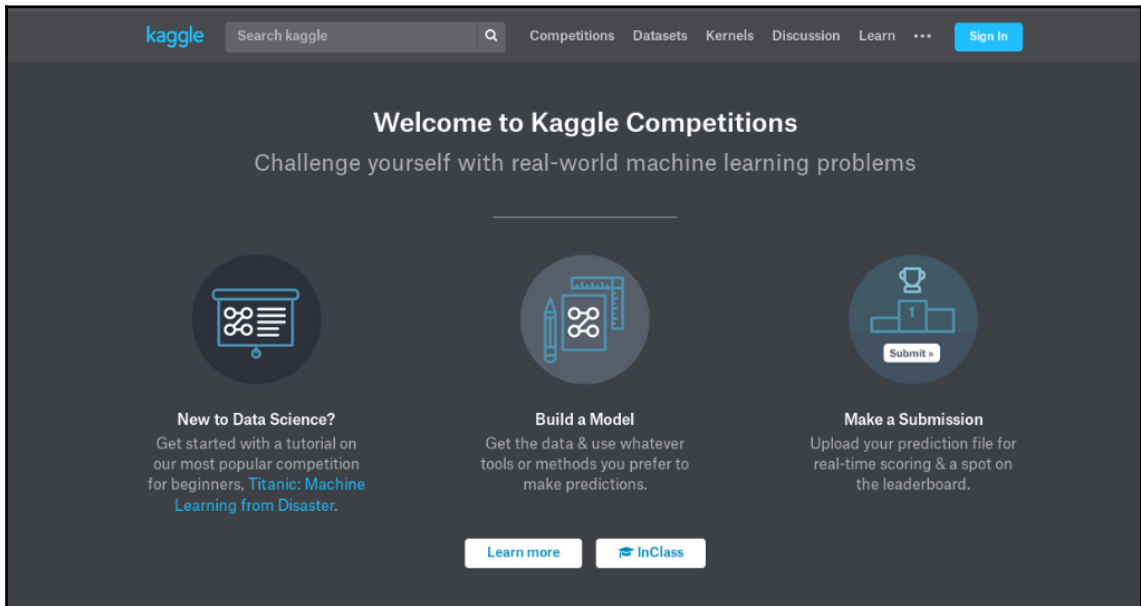 kaggle Search kaggle Competitions Datasets Kernels Discussion Learn ••• Sign In
Welcome to Kaggle Competitions
Challenge yourself with real-world machine learning problems
1
Submit »
New to Data Science?
Get started with a tutorial on
our most popular competition
for beginners, Titanic: Machine
Learning from Disaster.
Build a Model
Get the data & use whatever
tools or methods you prefer to
make predictions.
Make a Submission
Upload your prediction file for
real-time scoring & a spot on
the leaderboard.
Learn more InClass